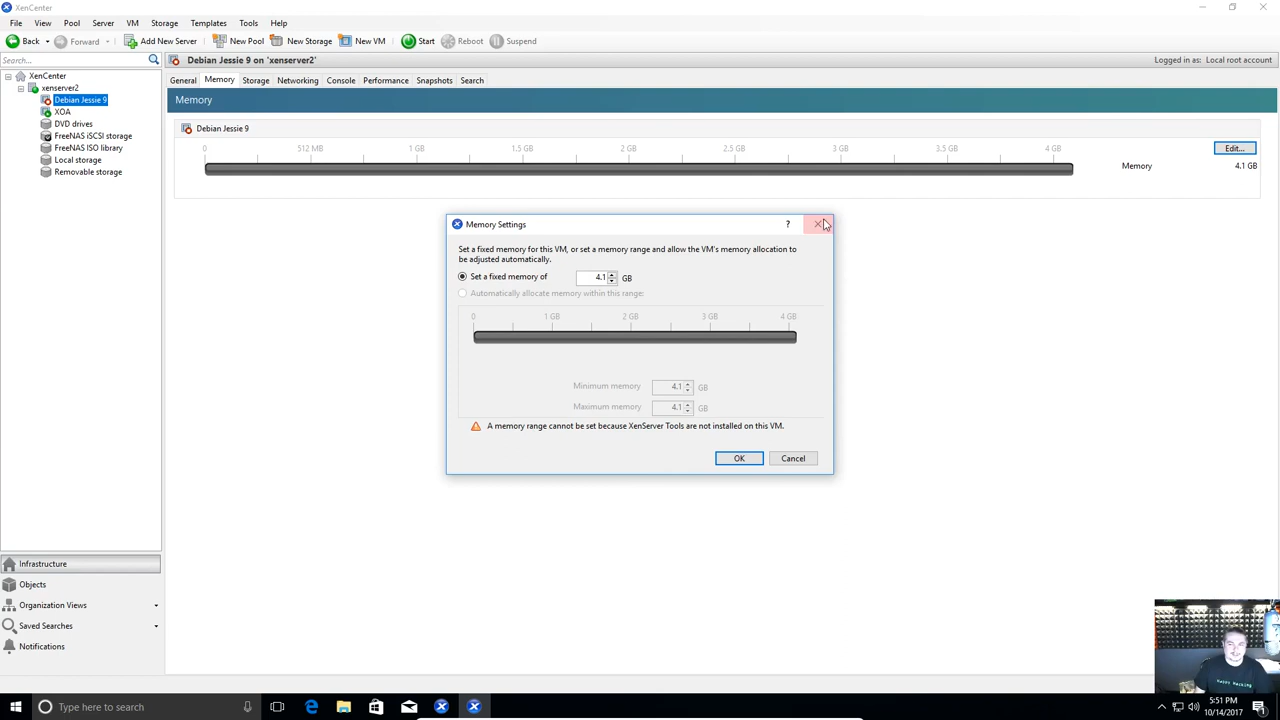 XenCenter
File View Pool Server VM Storage Templates Tools Help
Back Forward Add New Server New Pool New Storage New VM Start Reboot Suspend
Search...
Debian Jessie 9 on 'xenserver2'
Logged in as: Local root account
XenCenter
xenserver2
Debian Jessie 9
XOA
DVD drives
FreeNAS iSCSI storage
FreeNAS ISO library
Local storage
Removable storage
General Memory Storage Networking Console Performance Snapshots Search
Memory
Debian Jessie 9
0 512 MB 1 GB 1.5 GB 2 GB 2.5 GB 3 GB 3.5 GB 4 GB
Edit...
Memory 4.1 GB
Memory Settings
?
Set a fixed memory for this VM, or set a memory range and allow the VM's memory allocation to
be adjusted automatically.
Set a fixed memory of 4.1 GB
Automatically allocate memory within this range:
0 1 GB 2 GB 3 GB 4 GB
Minimum memory 4.1 GB
Maximum memory 4.1 GB
A memory range cannot be set because XenServer Tools are not installed on this VM.
OK Cancel
Infrastructure
Objects
Organization Views
Saved Searches
Notifications
Type here to search
5:51 PM
10/14/2017